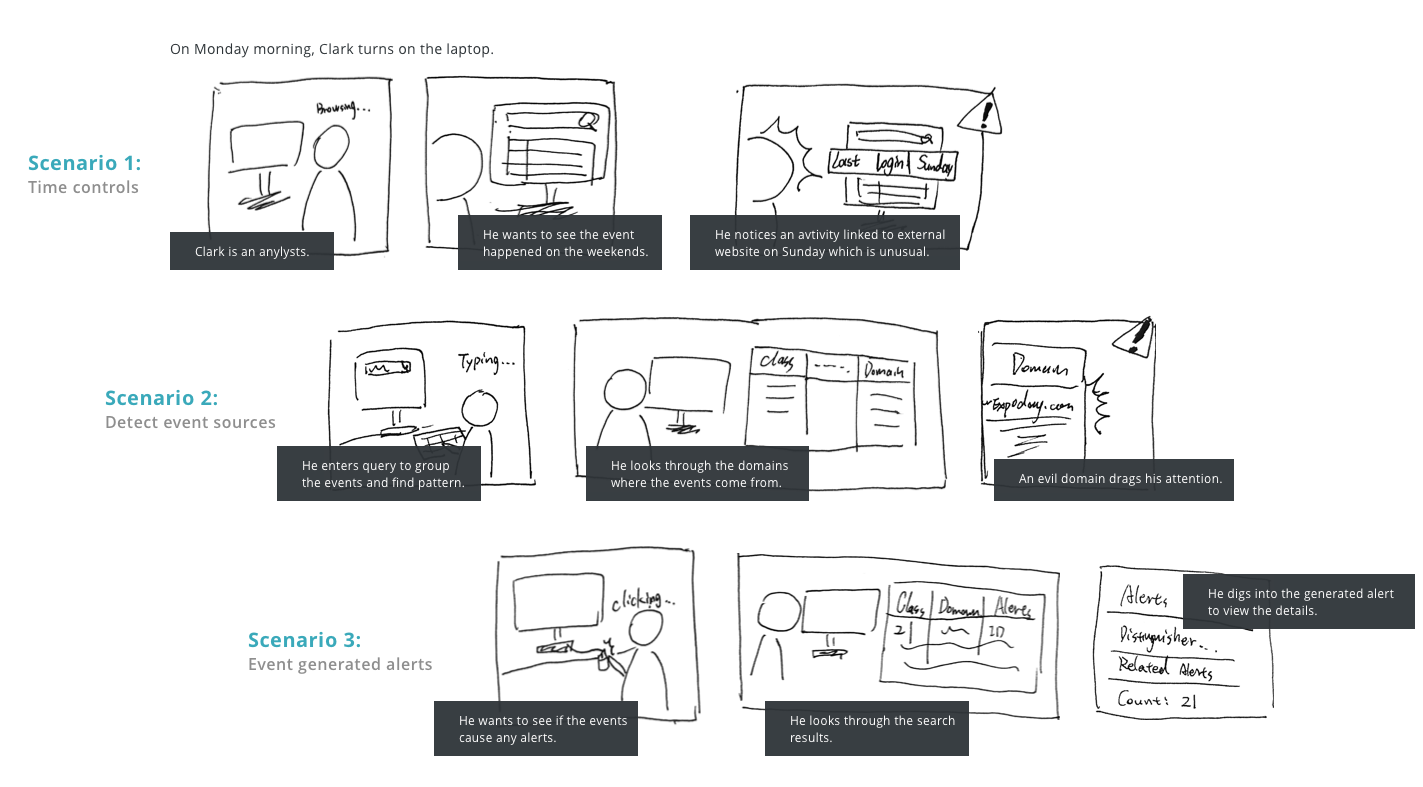 On Monday morning, Clark turns on the laptop.
Scenario 1:
Time controls
Browsing...
Clark is an anylysts.
He wants to see the event
happened on the weekends.
Last Login Sunday
He notices an avtivity linked to external
website on Sunday which is unusual.
Scenario 2:
Detect event sources
Typing...
He enters query to group
the events and find pattern.
Class ---- Domain
He looks through the domains
where the events come from.
Domain
An evil domain drags his attention.
Scenario 3:
Event generated alerts
clicking...
He wants to see if the events
cause any alerts.
Class Domain Alerts
21
He looks through the search
results.
Alerts
Distinguisher...
Related Alerts
Count: 21
He digs into the generated alert
to view the details.